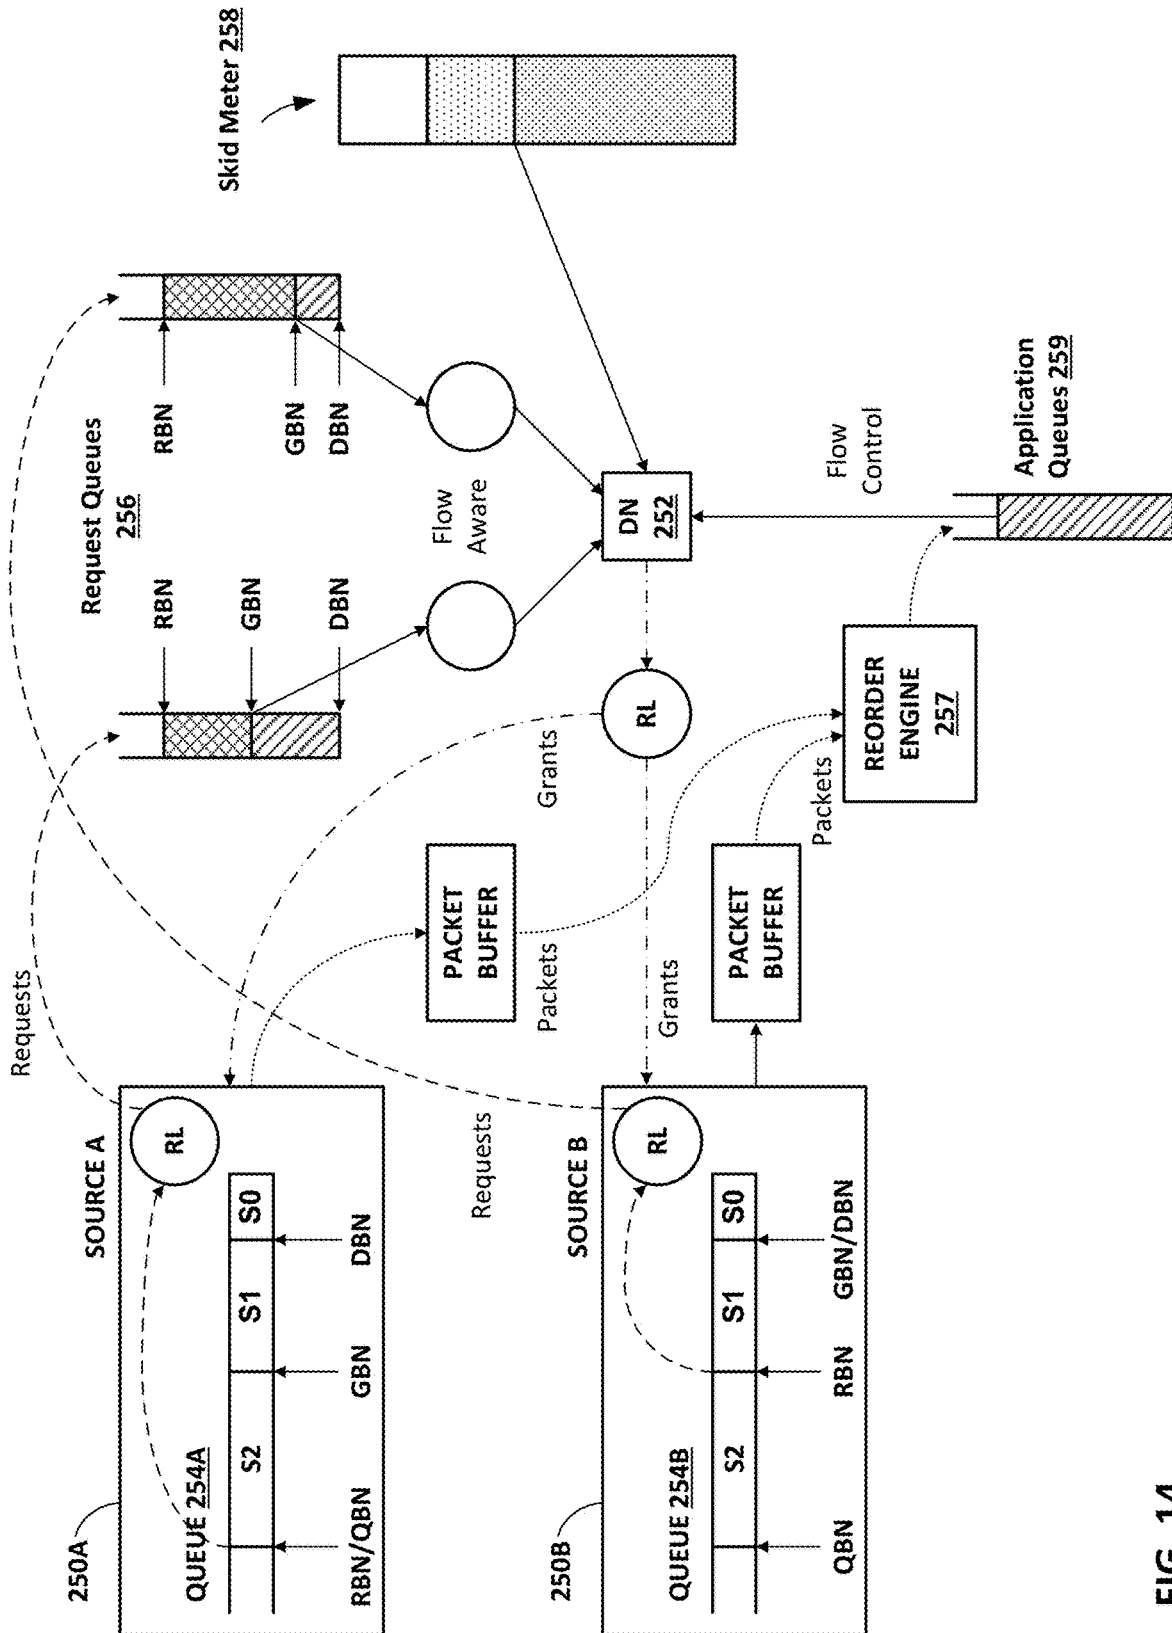 Requests
250A
SOURCE A
Request Queues
256
RL
RBN
RBN
QUEUE 254A
Skid Meter 258
S2 S1 S0
GBN
GBN
DBN
DBN
RBN/QBN
GBN
DBN
Flow
Aware
PACKET
BUFFER
Requests
Packets
Grants
250B
SOURCE B
DN
252
RL
RL
Grants
QUEUE 254B
S2 S1 S0
PACKET
BUFFER
Packets
QBN
RBN
GBN/DBN
Flow
Control
REORDER
ENGINE
257
Application
Queues 259
FIG. 14